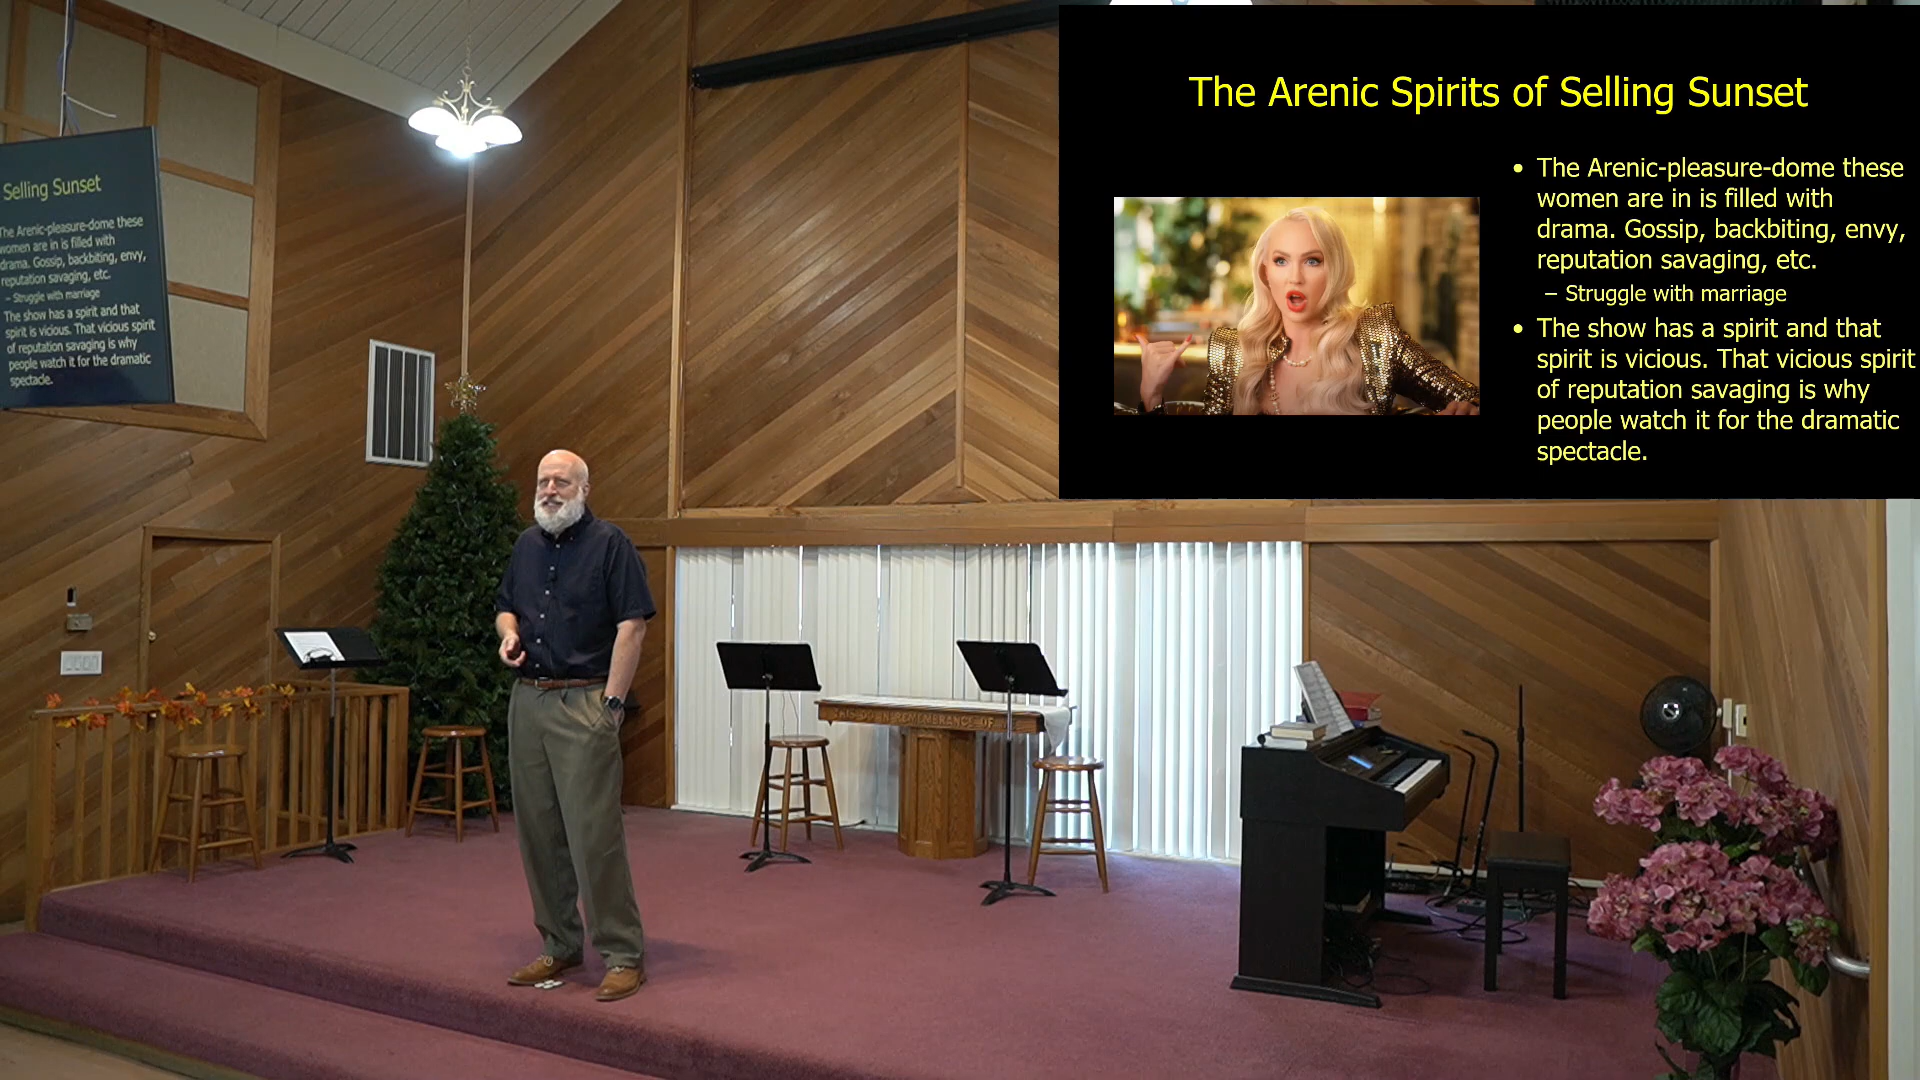 The Arenic Spirits of Selling Sunset
• The Arenic-pleasure-dome these
women are in is filled with
drama. Gossip, backbiting, envy,
reputation savaging, etc.
– Struggle with marriage
• The show has a spirit and that
spirit is vicious. That vicious spirit
of reputation savaging is why
people watch it for the dramatic
spectacle.
Selling Sunset
The Arenic-pleasure-dome these
women are in is filled with
drama. Gossip, backbiting, envy,
reputation savaging, etc.
– Struggle with marriage
The show has a spirit and that
spirit is vicious. That vicious spirit
of reputation savaging is why
people watch it for the dramatic
spectacle.
THIS DO IN REMEMBRANCE OF